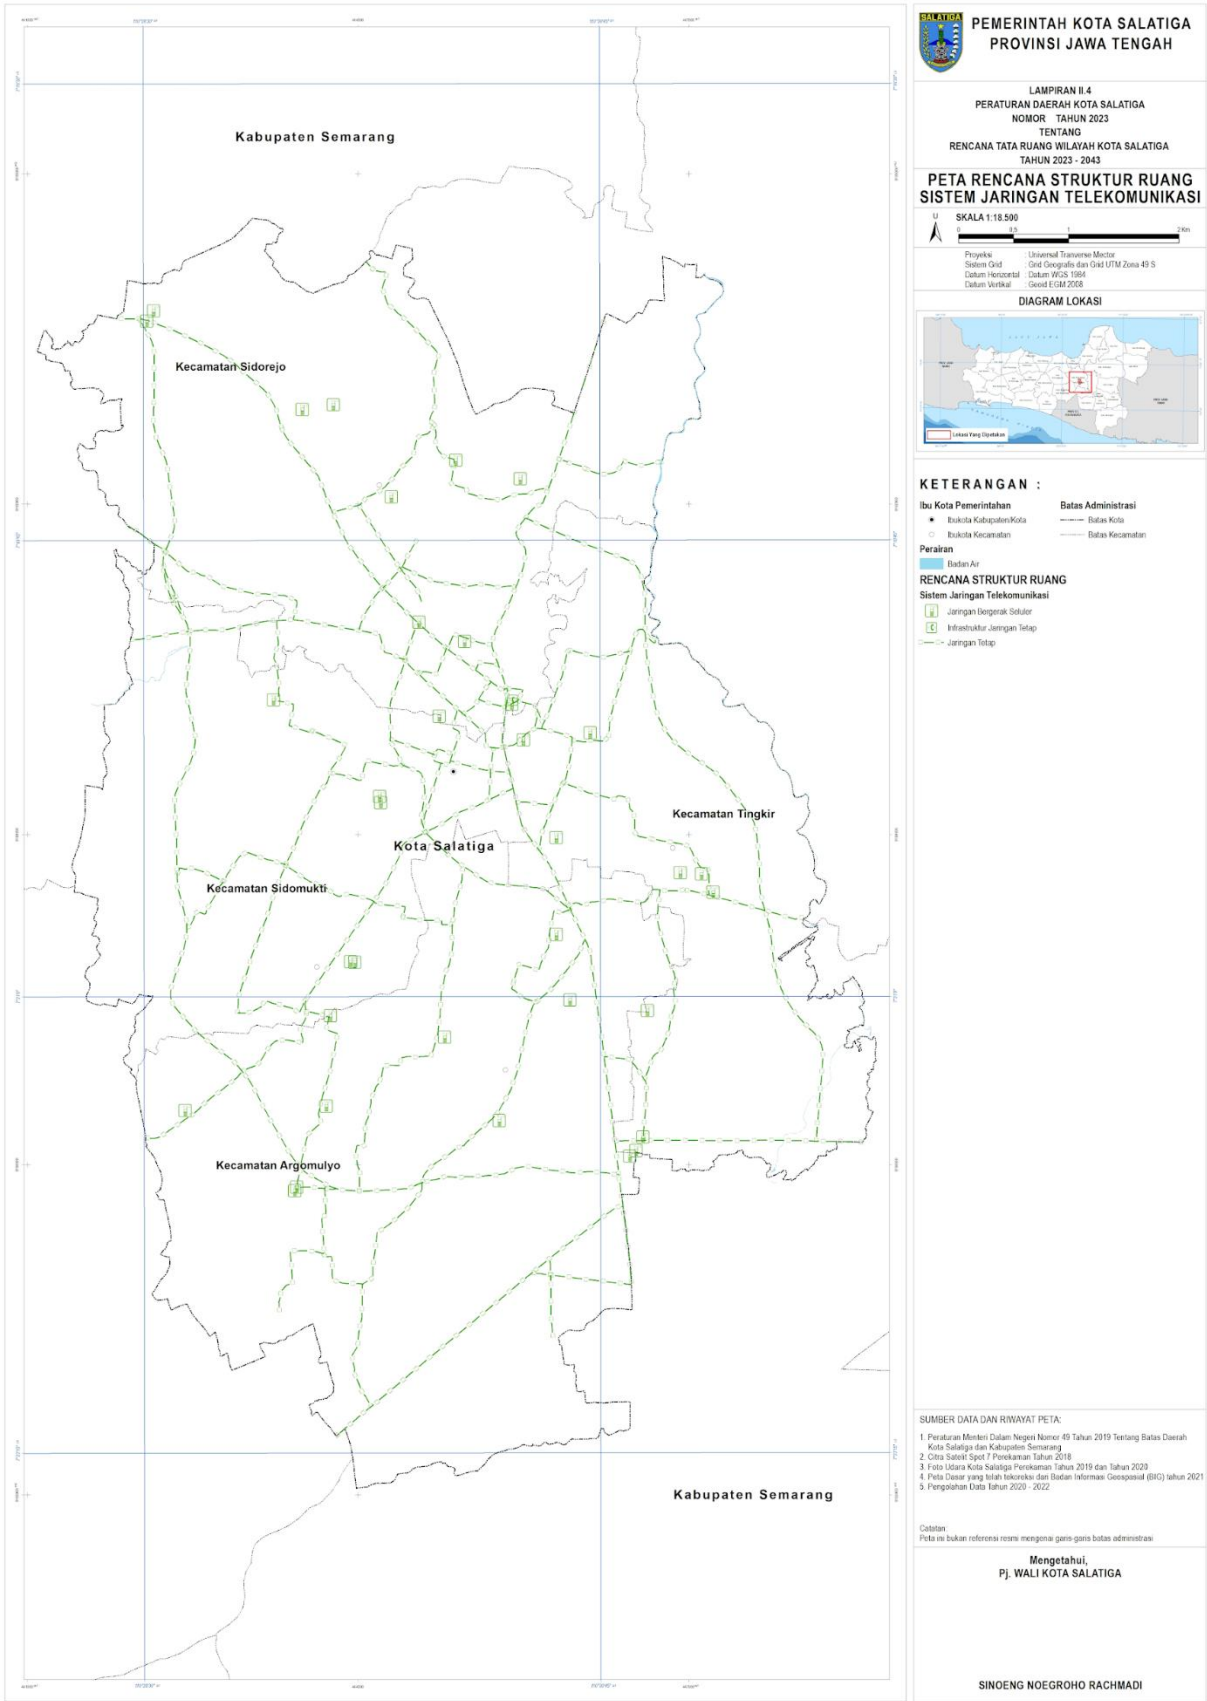 Kabupaten Semarang
Kecamatan Sidorejo
Kecamatan Tingkir
Kota Salatiga
Kecamatan Sidomukti
Kecamatan Argomulyo
Kabupaten Semarang
SALATIGA
PEMERINTAH KOTA SALATIGA
PROVINSI JAWA TENGAH
LAMPIRAN II.4
PERATURAN DAERAH KOTA SALATIGA
NOMOR TAHUN 2023
TENTANG
RENCANA TATA RUANG WILAYAH KOTA SALATIGA
TAHUN 2023 - 2043
PETA RENCANA STRUKTUR RUANG
SISTEM JARINGAN TELEKOMUNIKASI
U
SKALA 1:18.500
0 0,5 1 2 Km
Proyeksi : Universal Tranverse Mector
Sistem Grid : Grid Geografis dan Grid UTM Zona 49 S
Datum Horizontal : Datum WGS 1984
Datum Vertikal : Geoid EGM 2008
DIAGRAM LOKASI
Lokasi Yang Dipetakan
KETERANGAN :
Ibu Kota Pemerintahan
Ibukota Kabupaten/Kota
Ibukota Kecamatan
Batas Administrasi
Batas Kota
Batas Kecamatan
Perairan
Badan Air
RENCANA STRUKTUR RUANG
Sistem Jaringan Telekomunikasi
Jaringan Bergerak Seluler
Infrastruktur Jaringan Tetap
Jaringan Tetap
SUMBER DATA DAN RIWAYAT PETA:
1. Peraturan Menteri Dalam Negeri Nomor 49 Tahun 2019 Tentang Batas Daerah
Kota Salatiga dan Kabupaten Semarang
2. Citra Satelit Spot 7 Perekaman Tahun 2018
3. Foto Udara Kota Salatiga Perekaman Tahun 2019 dan Tahun 2020
4. Peta Dasar yang telah tekoreksi dari Badan Informasi Geospasial (BIG) tahun 2021
5. Pengolahan Data Tahun 2020 - 2022
Catatan:
Peta ini bukan referensi resmi mengenai garis-garis batas administrasi
Mengetahui,
Pj. WALI KOTA SALATIGA
SINOENG NOEGROHO RACHMADI